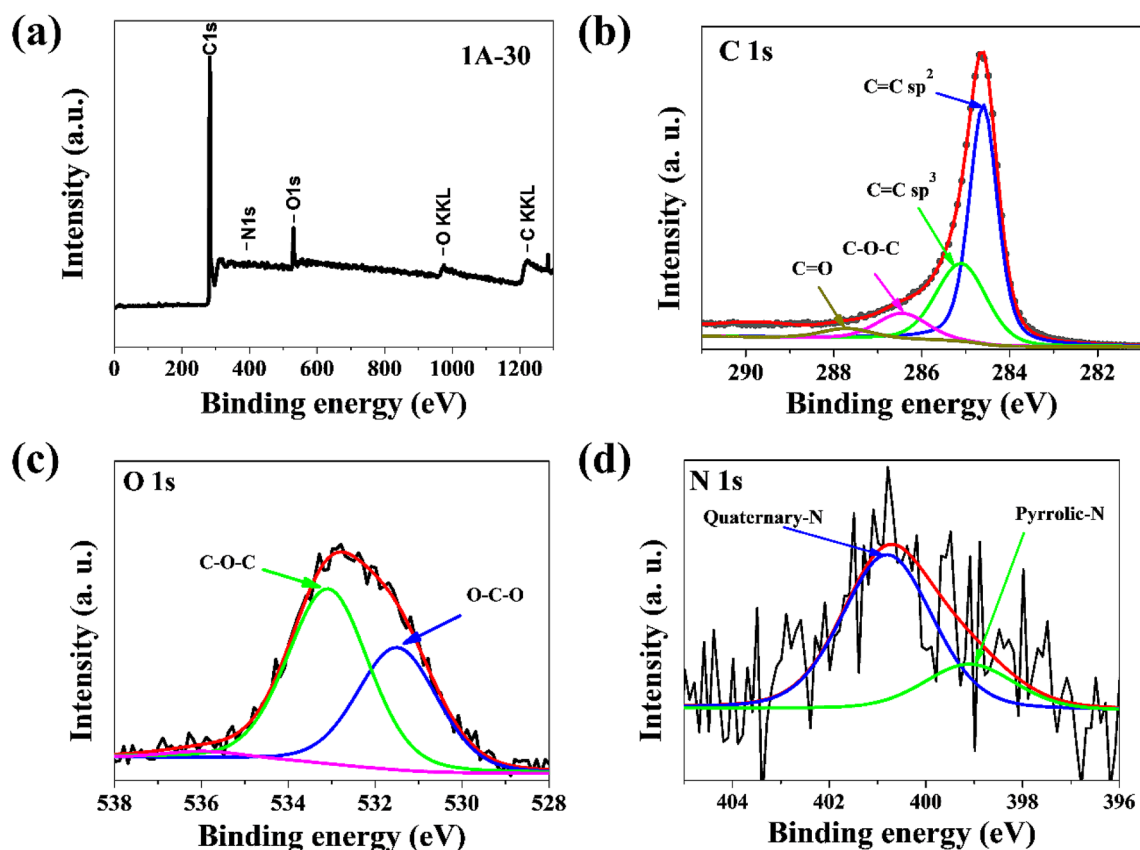 (a)
1A-30
C1s
N1s
O1s
O KKL
C KKL
Intensity (a.u.)
0 200 400 600 800 1000 1200
Binding energy (eV)
(b)
C 1s
C=C sp²
C=C sp³
C-O-C
C=O
Intensity (a. u.)
290 288 286 284 282
Binding energy (eV)
(c)
O 1s
C-O-C
O-C-O
Intensity (a. u.)
538 536 533 531 530 528
Binding energy (eV)
(d)
N 1s
Quaternary-N
Pyrrolic-N
Intensity (a. u.)
404 402 400 398 396
Binding energy (eV)